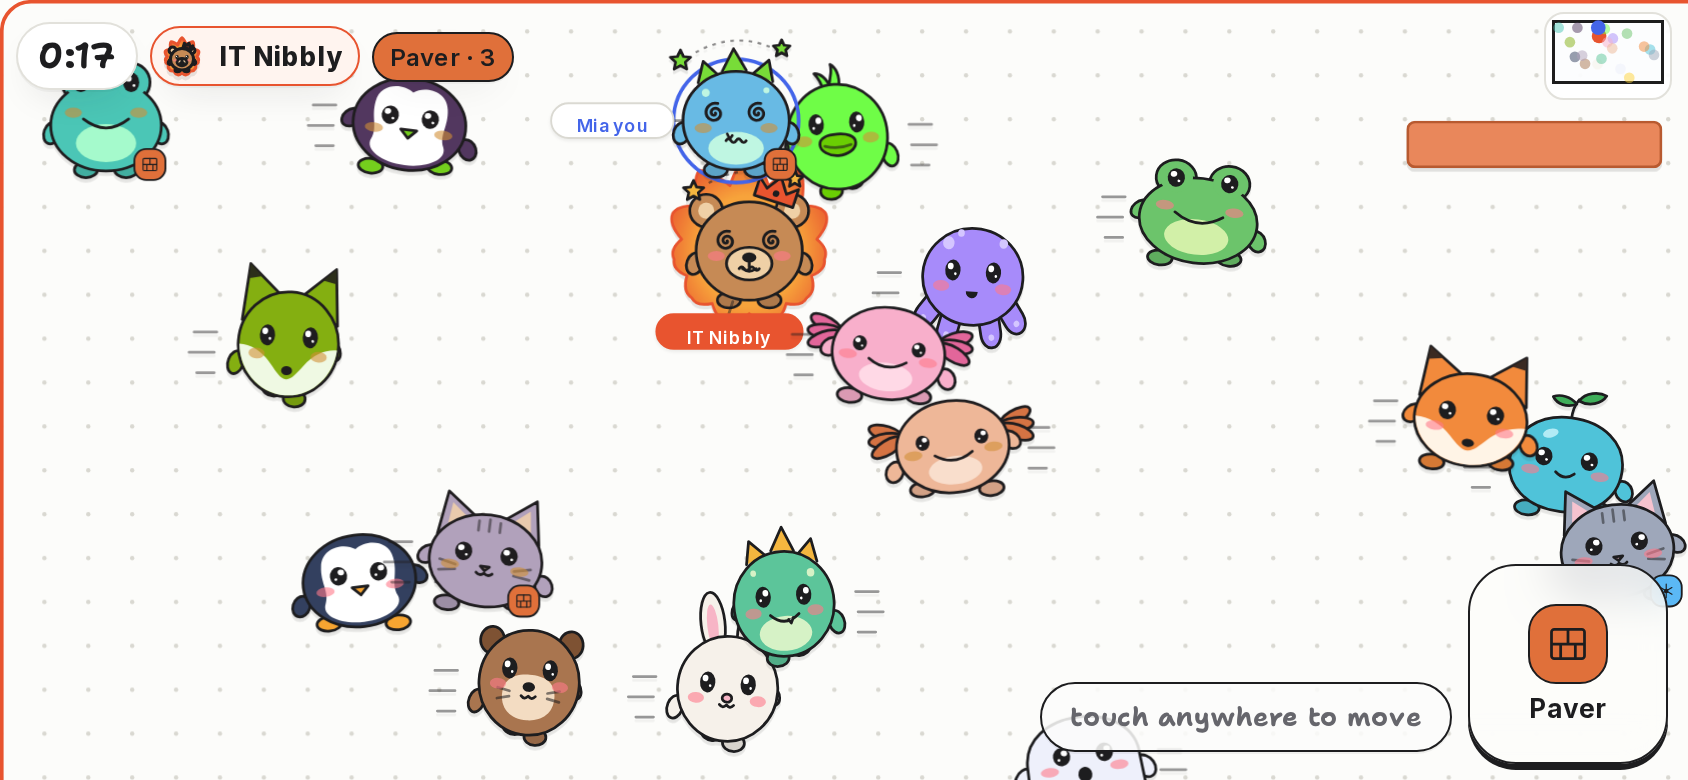 0:17
IT Nibbly
Paver · 3
Mia you
IT Nibbly
touch anywhere to move
Paver